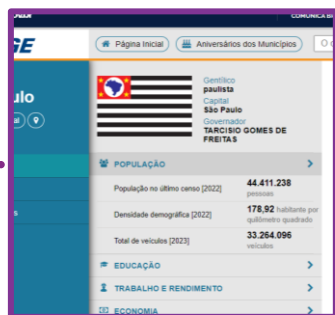 COMUNICA B
GE
Página Inicial
Aniversários dos Municípios
O
ulo
Gentílico
paulista
Capital
São Paulo
Governador
TARCISIO GOMES DE
FREITAS
POPULAÇÃO
População no último censo [2022] 44.411.238 pessoas
Densidade demográfica [2022] 178,92 habitante por quilômetro quadrado
Total de veículos [2023] 33.264.096 veículos
s
EDUCAÇÃO
TRABALHO E RENDIMENTO
ECONOMIA